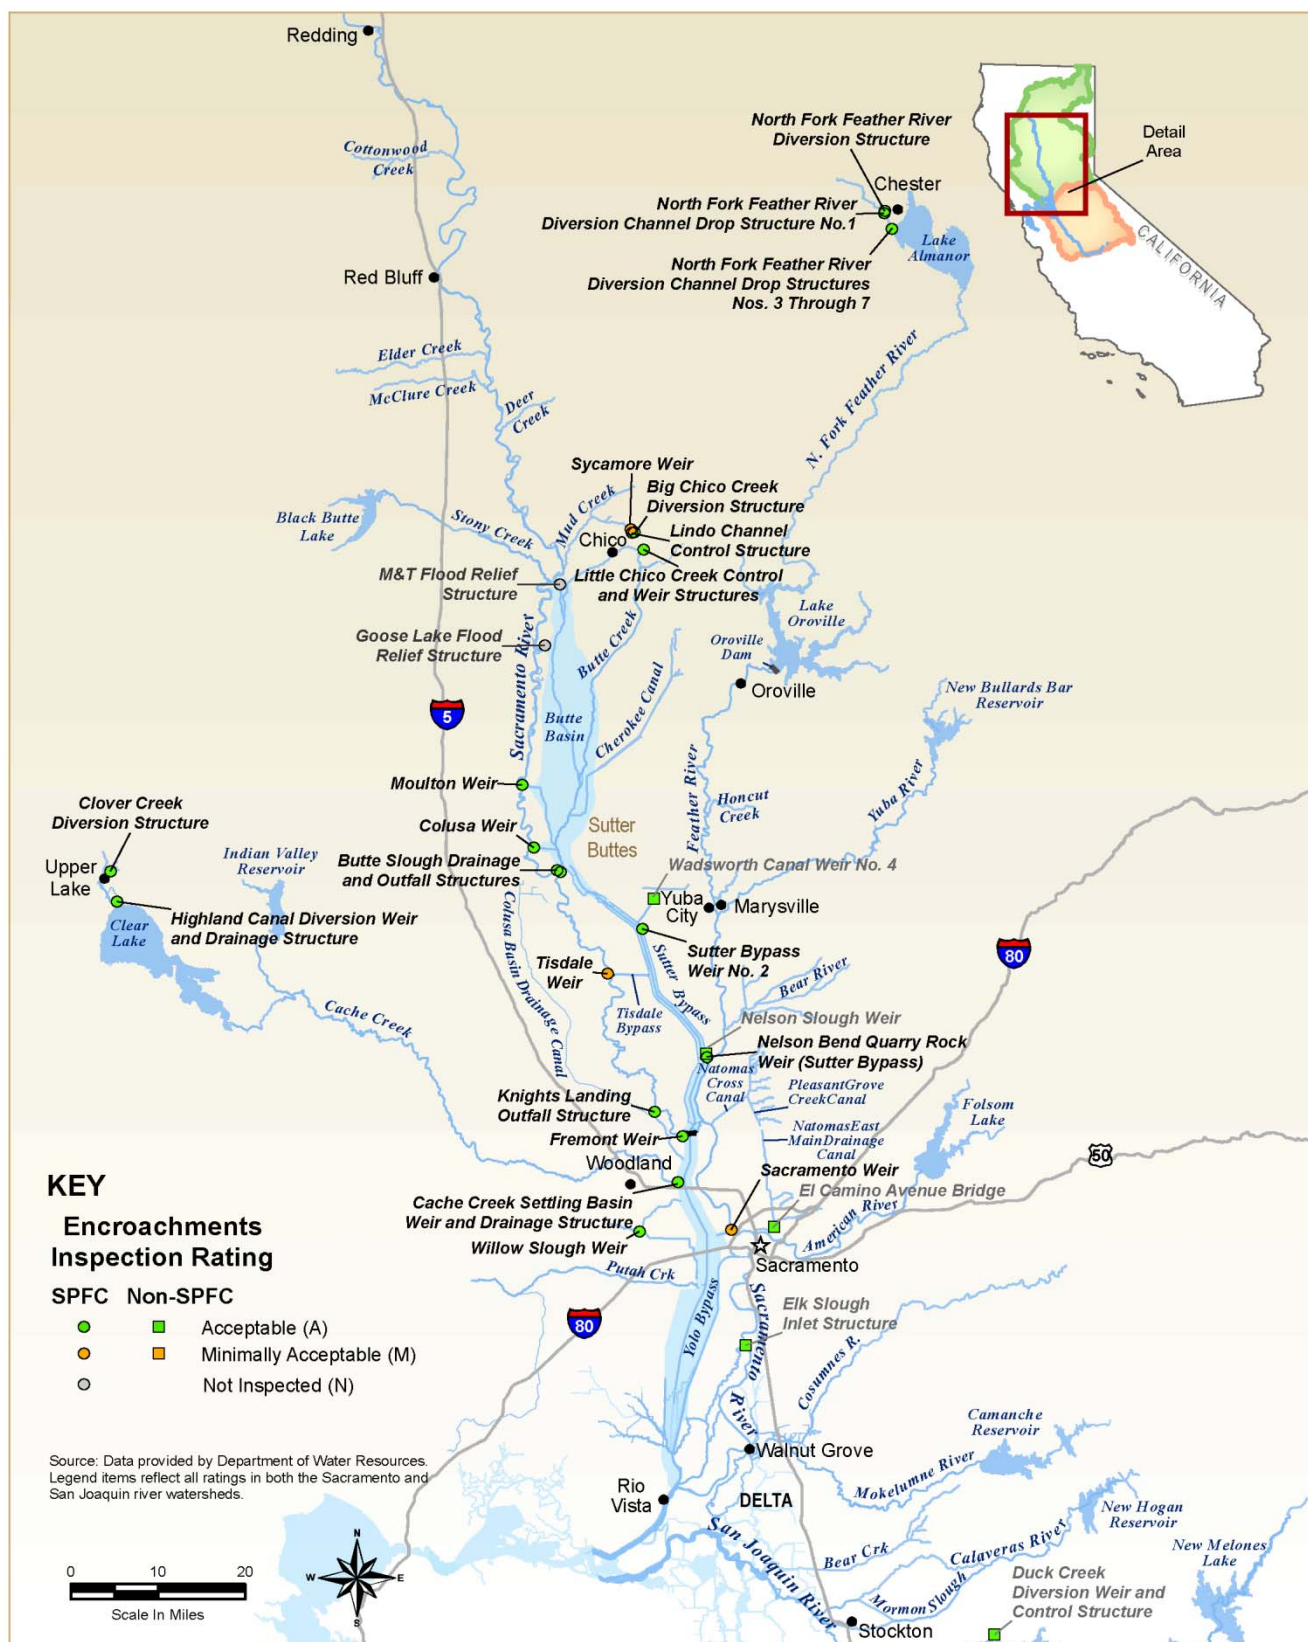 Redding
Cottonwood
Creek
Red Bluff
Elder Creek
McClure Creek
Deer
Creek
North Fork Feather River
Diversion Structure
Chester
North Fork Feather River
Diversion Channel Drop Structure No.1
Lake
Almanor
North Fork Feather River
Diversion Channel Drop Structures
Nos. 3 Through 7
Detail
Area
CALIFORNIA
N. Fork Feather River
Sycamore Weir
Big Chico Creek
Diversion Structure
Mud Creek
Lindo Channel
Control Structure
Chico
Black Butte
Lake
Stony Creek
M&T Flood Relief
Structure
Little Chico Creek Control
and Weir Structures
Goose Lake Flood
Relief Structure
Sacramento River
Butte Creek
Lake
Oroville
Oroville
Dam
Oroville
New Bullards Bar
Reservoir
5
Butte
Basin
Cherokee Canal
Feather River
Honcut
Creek
Yuba River
Moulton Weir
Clover Creek
Diversion Structure
Colusa Weir
Sutter
Buttes
Upper
Lake
Indian Valley
Reservoir
Butte Slough Drainage
and Outfall Structures
Wadsworth Canal Weir No. 4
Yuba
City
Marysville
Clear
Lake
Highland Canal Diversion Weir
and Drainage Structure
Colusa Basin Drainage Canal
Sutter Bypass
Weir No. 2
80
Tisdale
Weir
Sutter Bypass
Bear River
Cache Creek
Tisdale
Bypass
Nelson Slough Weir
Nelson Bend Quarry Rock
Weir (Sutter Bypass)
Natomas
Cross
Canal
PleasantGrove
CreekCanal
Knights Landing
Outfall Structure
Folsom
Lake
Fremont Weir
NatomasEast
MainDrainage
Canal
50
Woodland
Sacramento Weir
El Camino Avenue Bridge
Cache Creek Settling Basin
Weir and Drainage Structure
American River
Willow Slough Weir
Sacramento
Putah Crk
80
Yolo Bypass
Sacramento
River
Elk Slough
Inlet Structure
Cosumnes R.
KEY
Encroachments
Inspection Rating
SPFC Non-SPFC
Acceptable (A)
Minimally Acceptable (M)
Not Inspected (N)
Source: Data provided by Department of Water Resources.
Legend items reflect all ratings in both the Sacramento and
San Joaquin river watersheds.
Camanche
Reservoir
Walnut Grove
Mokelumne River
Rio
Vista
DELTA
New Hogan
Reservoir
San Joaquin River
Bear Crk
Calaveras River
New Melones
Lake
Mormon Slough
Duck Creek
Diversion Weir and
Control Structure
Stockton
0 10 20
Scale In Miles
N
W E
S